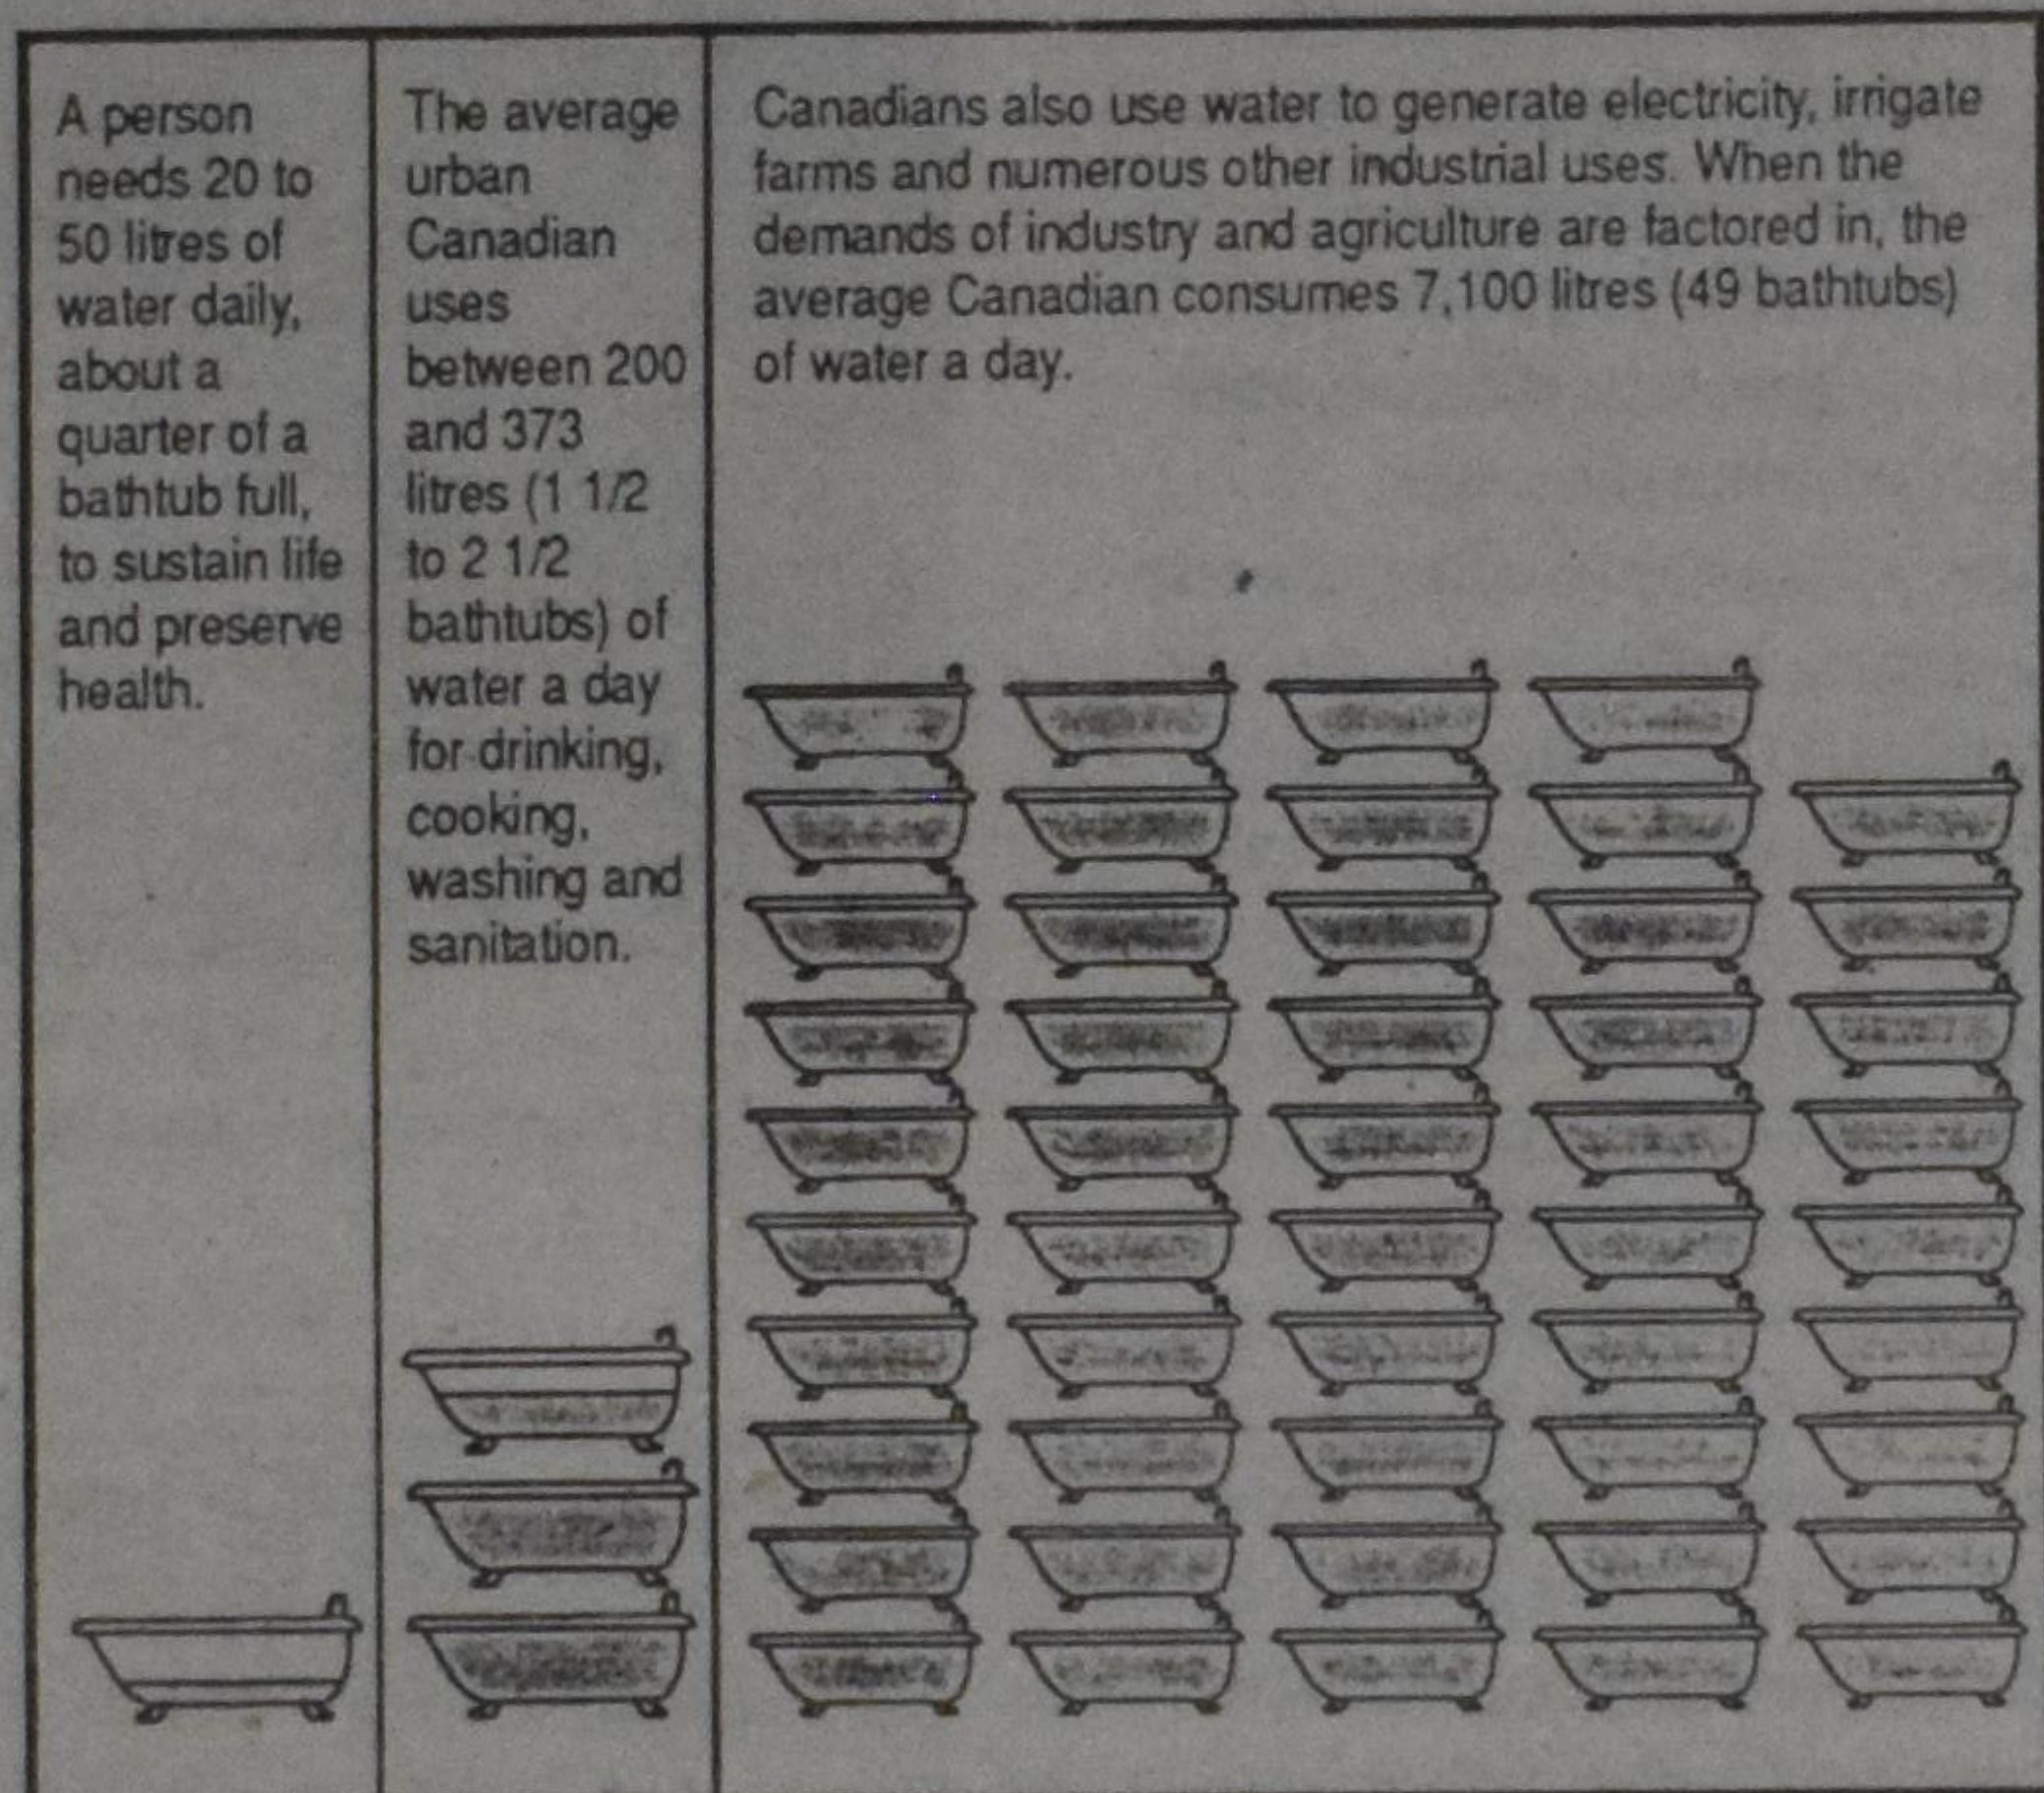 A person
needs 20 to
50 litres of
water daily,
about a
quarter of a
bathtub full,
to sustain life
and preserve
health.
The average
urban
Canadian
uses
between 200
and 373
litres (1 1/2
to 2 1/2
bathtubs) of
water a day
for drinking,
cooking,
washing and
sanitation.
Canadians also use water to generate electricity, irrigate
farms and numerous other industrial uses. When the
demands of industry and agriculture are factored in, the
average Canadian consumes 7,100 litres (49 bathtubs)
of water a day.